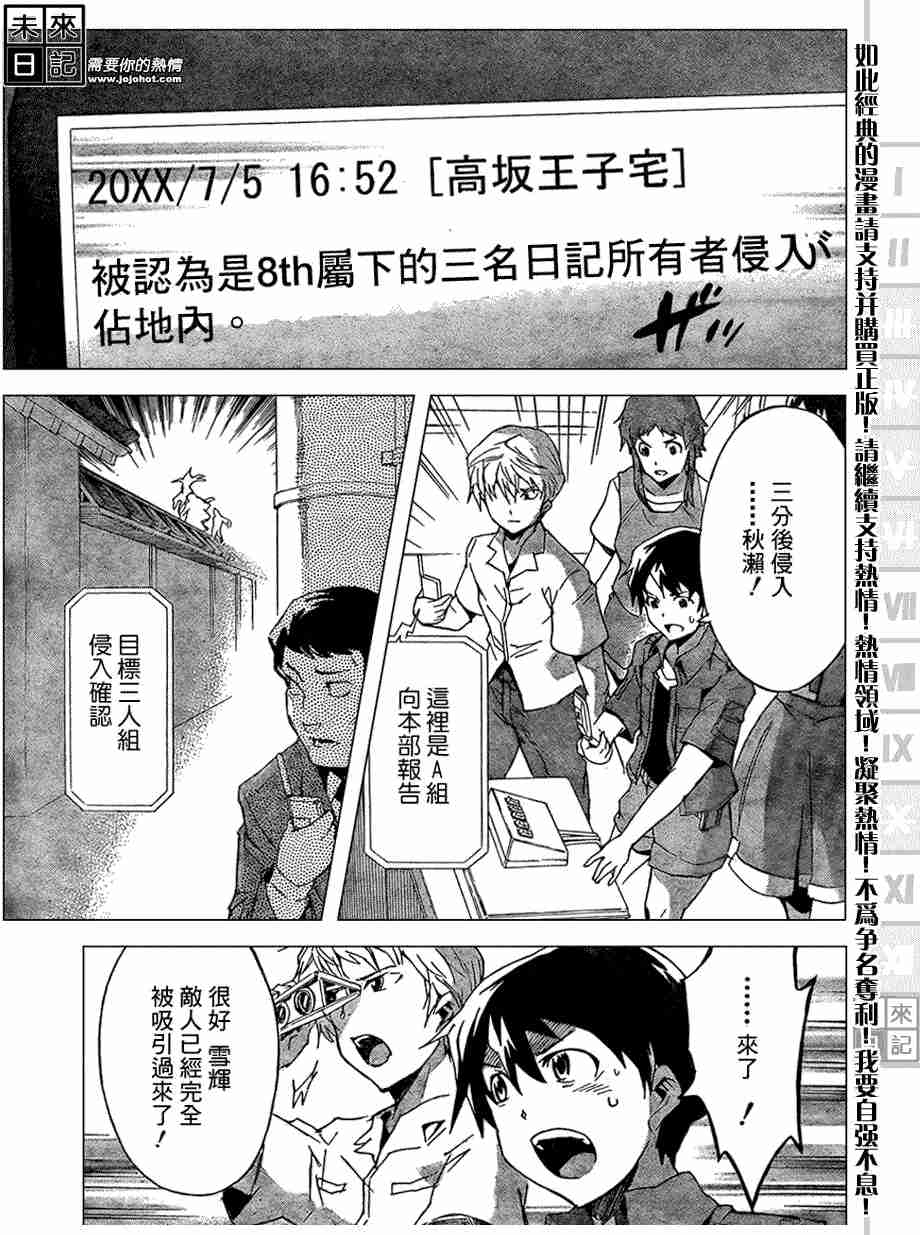 未來
日記
需要你的熱情
www.jojohot.com
20XX/7/5 16:52 [高坂王子宅]
被認為是8th屬下的三名日記所有者侵入
佔地內。
ザッ
三分後侵入
……秋瀨！
這裡是A組
向本部報告
目標三人組
侵入確認
……來了！
很好 雪輝
敵人已經完全
被吸引過來了！
如此經典的漫畫請支持并購買正版！請繼續支持熱情！熱情領域！凝聚熱情！不爲争名奪利！我要自强不息！
I
II
VII
VIII
XI
X
IX
來
記